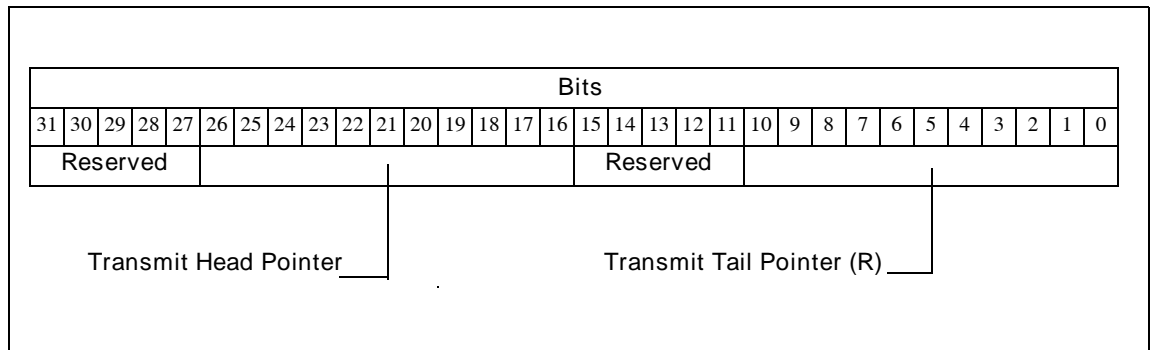 Bits
31 30 29 28 27 26 25 24 23 22 21 20 19 18 17 16 15 14 13 12 11 10 9 8 7 6 5 4 3 2 1 0
Reserved Reserved
Transmit Head Pointer Transmit Tail Pointer (R)